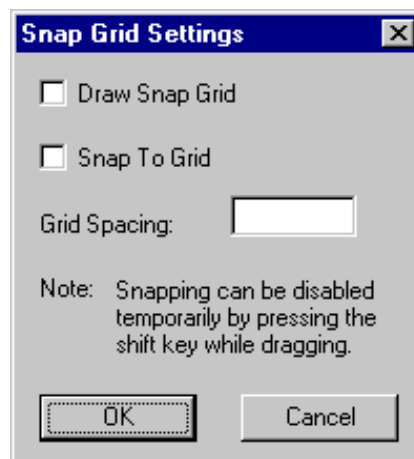 Snap Grid Settings
Draw Snap Grid
Snap To Grid
Grid Spacing:
Note: Snapping can be disabled
temporarily by pressing the
shift key while dragging.
OK Cancel